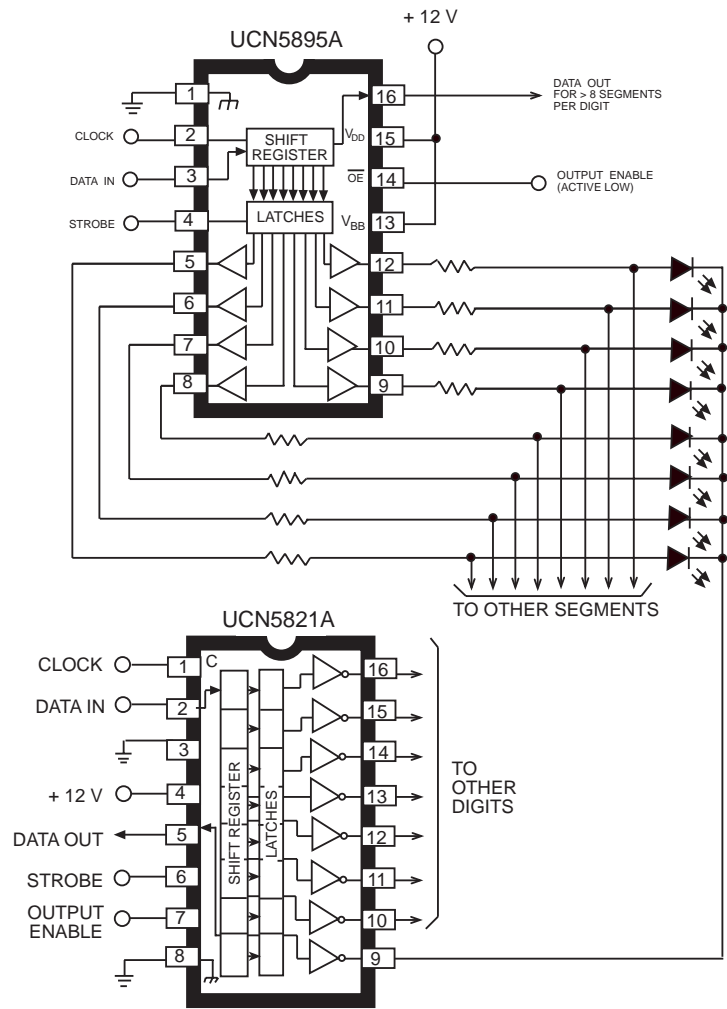 + 12 V
UCN5895A
1
16
DATA OUT
FOR > 8 SEGMENTS
PER DIGIT
CLOCK
2
SHIFT
REGISTER
VDD
15
DATA IN
3
OE
14
OUTPUT ENABLE
(ACTIVE LOW)
STROBE
4
LATCHES
VBB
13
5
12
6
11
7
10
8
9
TO OTHER SEGMENTS
UCN5821A
CLOCK
1
C
16
DATA IN
2
15
3
14
+ 12 V
4
13
DATA OUT
5
12
STROBE
6
11
OUTPUT
ENABLE
7
10
8
9
SHIFT REGISTER
LATCHES
TO
OTHER
DIGITS